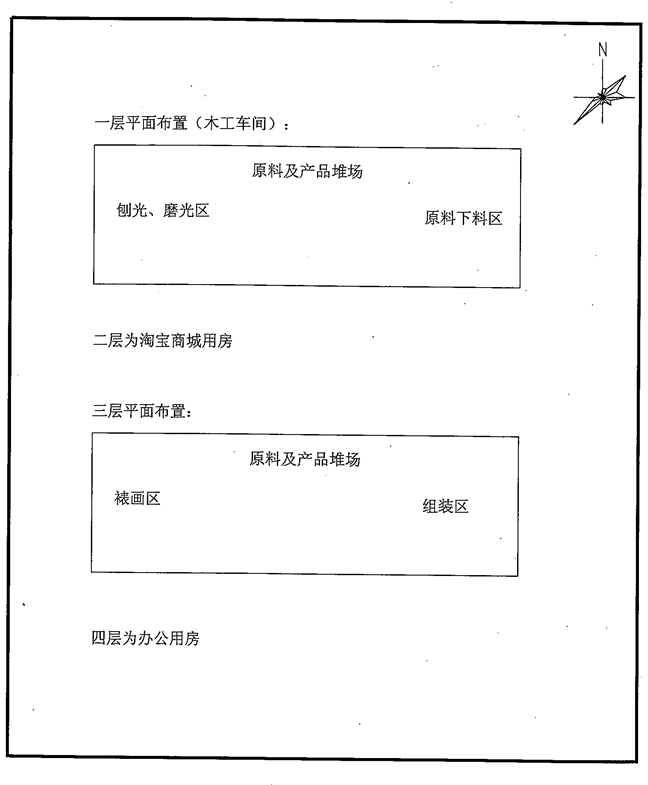 N
一层平面布置（木工车间）：
原料及产品堆场
刨光、磨光区
原料下料区
二层为淘宝商城用房
三层平面布置：
原料及产品堆场
裱画区
组装区
四层为办公用房